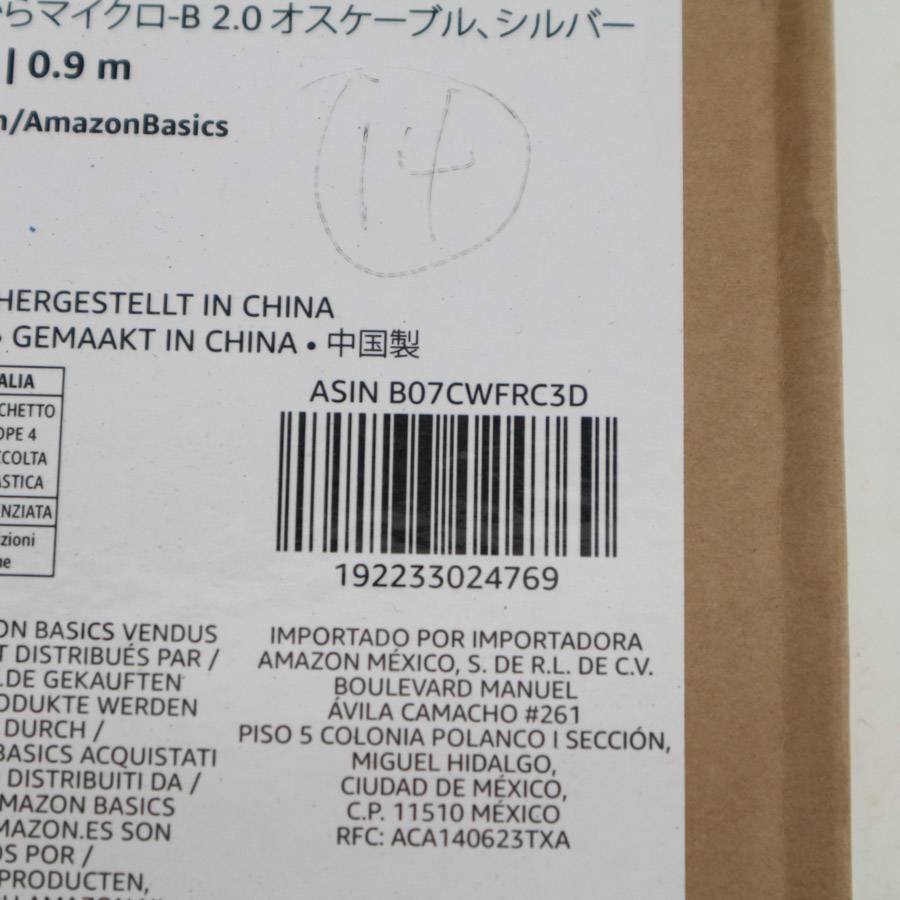 らマイクロ-B 2.0 オスケーブル、シルバー
| 0.9 m
/AmazonBasics
14
HERGESTELLT IN CHINA
• GEMAAKT IN CHINA • 中国製
ALIA
CHETTO
OPE 4
COLTA
ASTICA
NZIATA
zioni
ne
ASIN B07CWFRC3D
192233024769
ON BASICS VENDUS
T DISTRIBUÉS PAR /
DE GEKAUFTEN
ODUKTE WERDEN
DURCH /
BASICS ACQUISTATI
DISTRIBUITI DA /
MAZON BASICS
MAZON.ES SON
OS POR /
PRODUCTEN,
IMPORTADO POR IMPORTADORA
AMAZON MÉXICO, S. DE R.L. DE C.V.
BOULEVARD MANUEL
ÁVILA CAMACHO #261
PISO 5 COLONIA POLANCO I SECCIÓN,
MIGUEL HIDALGO,
CIUDAD DE MÉXICO,
C.P. 11510 MÉXICO
RFC: ACA140623TXA